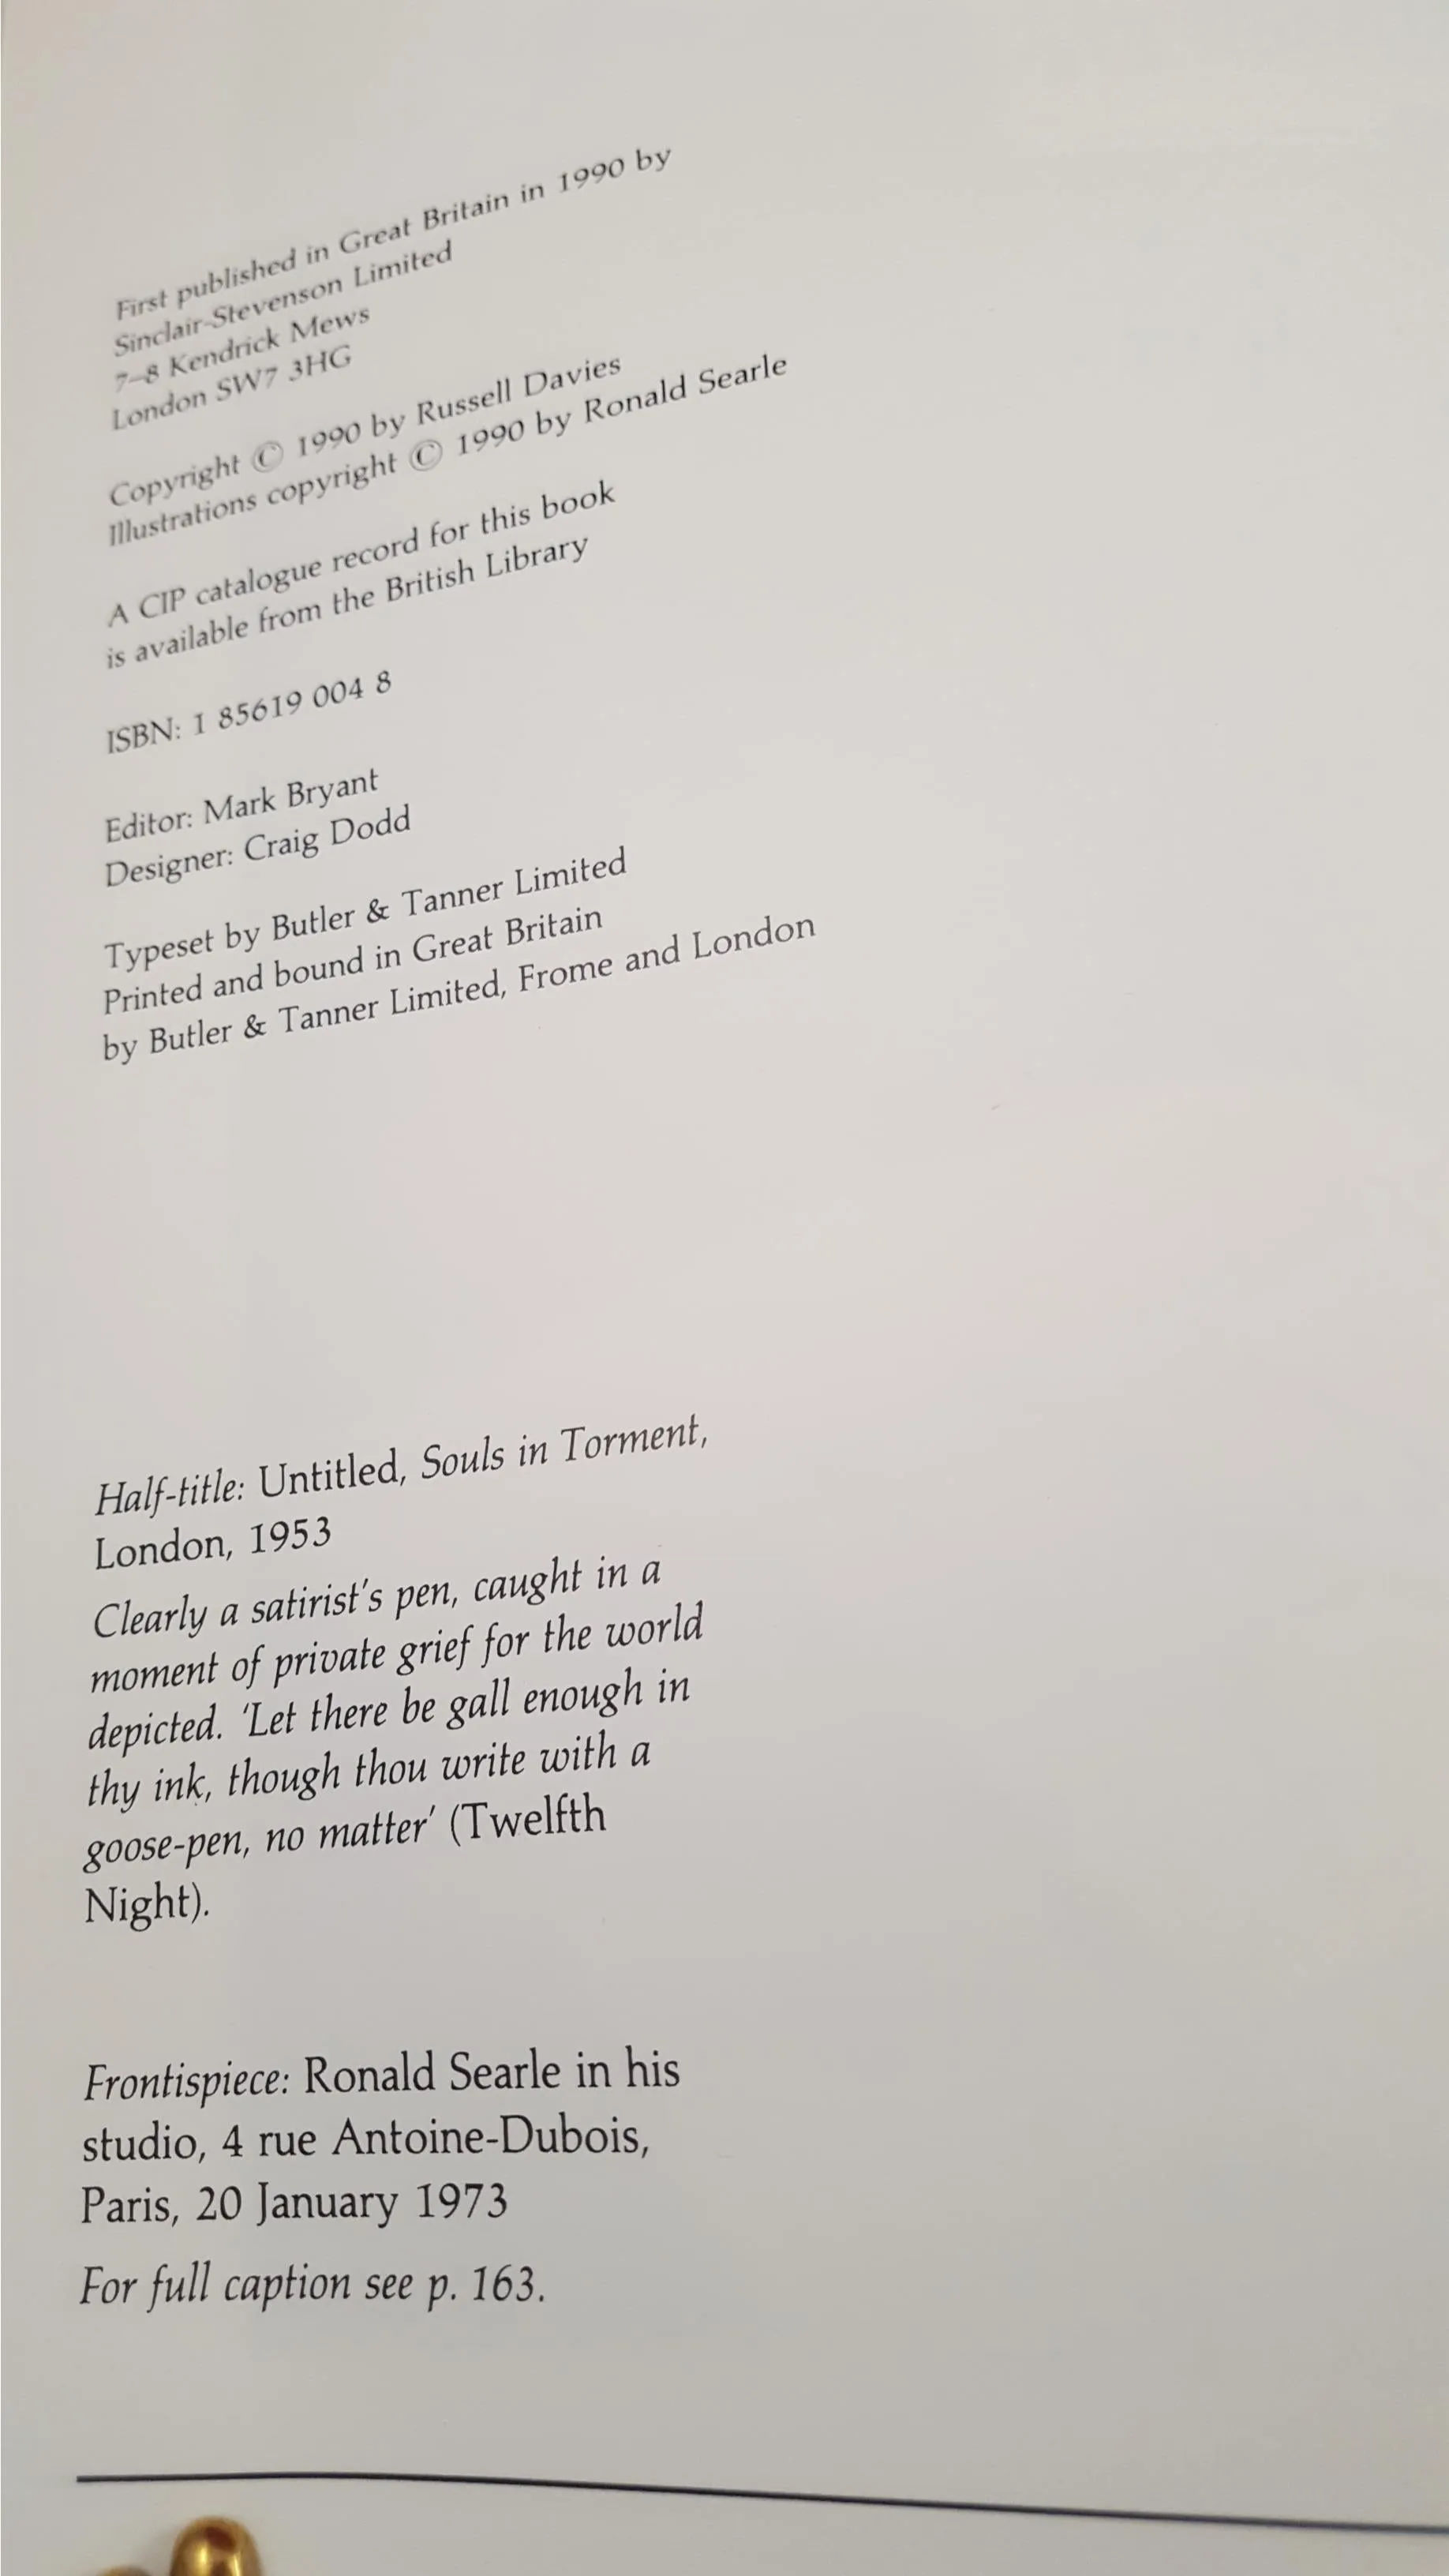 First published in Great Britain in 1990 by
Sinclair-Stevenson Limited
7–8 Kendrick Mews
London SW7 3HG
Copyright © 1990 by Russell Davies
Illustrations copyright © 1990 by Ronald Searle
A CIP catalogue record for this book
is available from the British Library
ISBN: 1 85619 004 8
Editor: Mark Bryant
Designer: Craig Dodd
Typeset by Butler & Tanner Limited
Printed and bound in Great Britain
by Butler & Tanner Limited, Frome and London
Half-title: Untitled, Souls in Torment,
London, 1953
Clearly a satirist's pen, caught in a
moment of private grief for the world
depicted. 'Let there be gall enough in
thy ink, though thou write with a
goose-pen, no matter' (Twelfth
Night).
Frontispiece: Ronald Searle in his
studio, 4 rue Antoine-Dubois,
Paris, 20 January 1973
For full caption see p. 163.